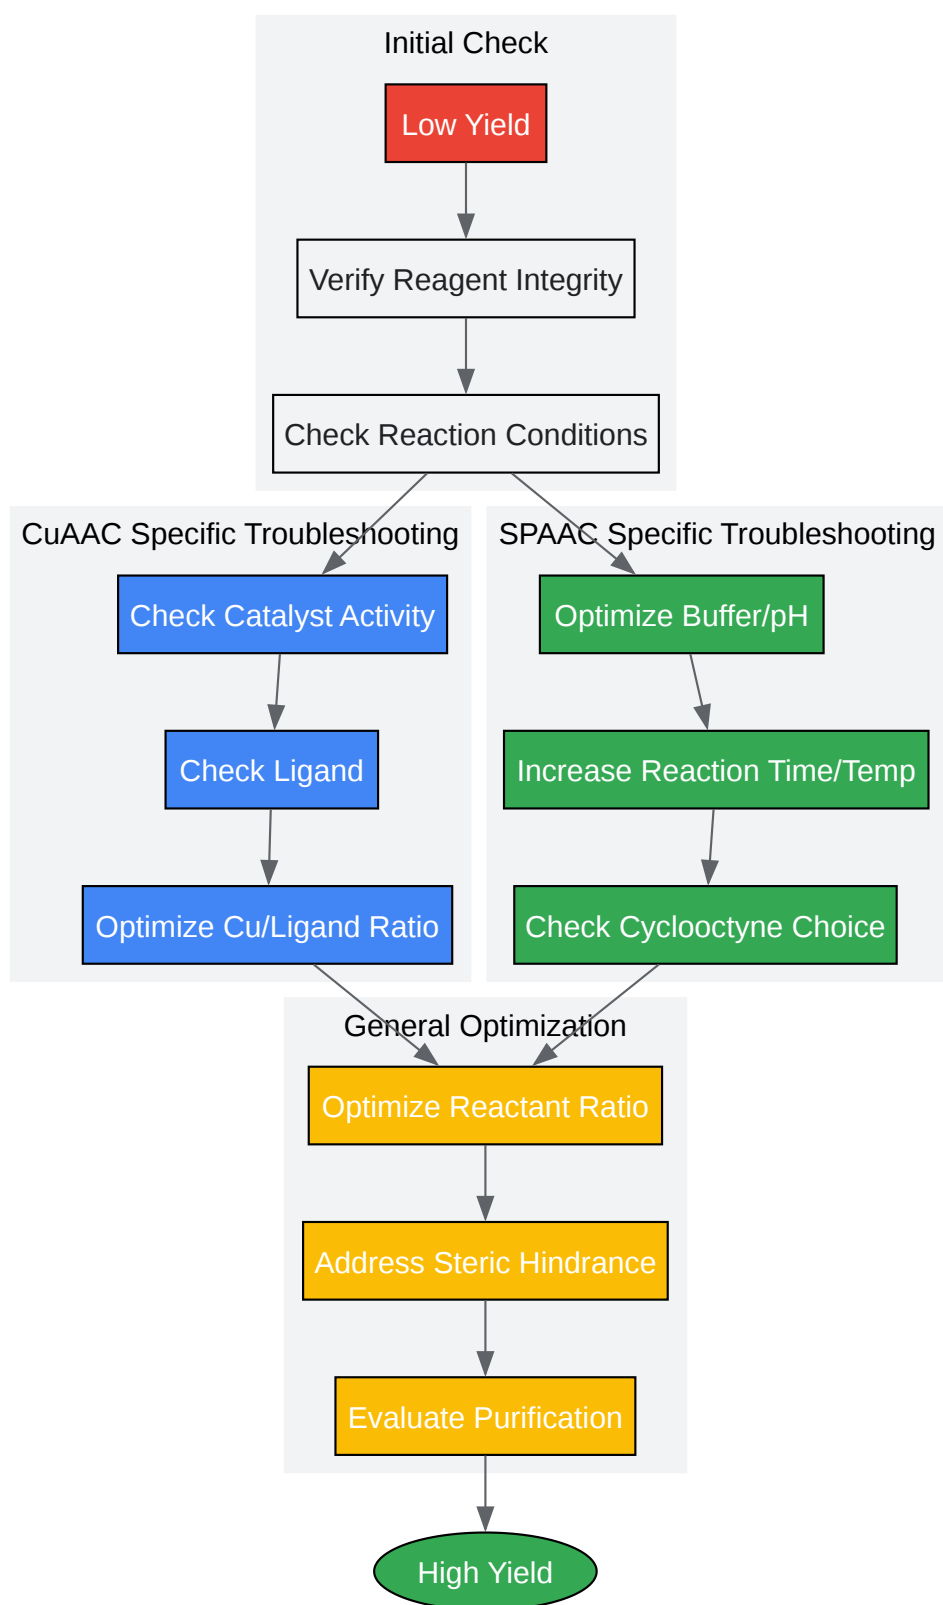 Initial Check
Low Yield
Verify Reagent Integrity
Check Reaction Conditions
CuAAC Specific Troubleshooting
Check Catalyst Activity
Check Ligand
Optimize Cu/Ligand Ratio
SPAAC Specific Troubleshooting
Optimize Buffer/pH
Increase Reaction Time/Temp
Check Cyclooctyne Choice
General Optimization
Optimize Reactant Ratio
Address Steric Hindrance
Evaluate Purification
High Yield